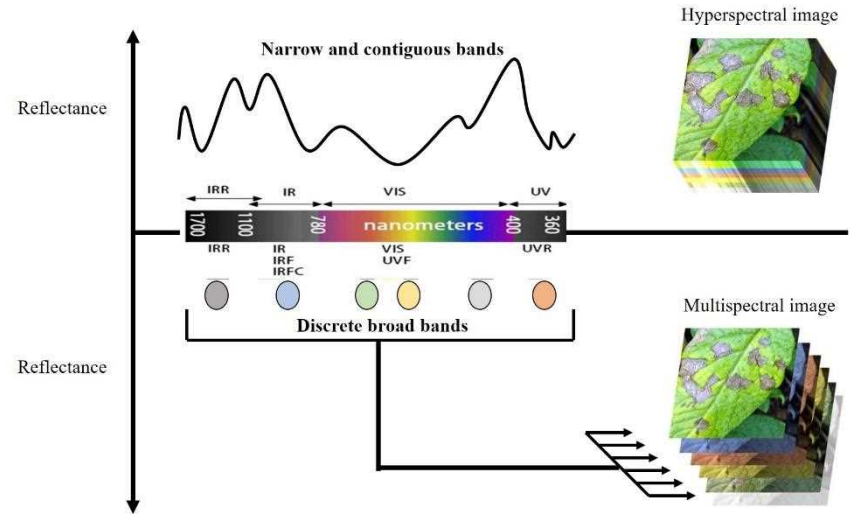 Hyperspectral image
Narrow and contiguous bands
Reflectance
IRR IR VIS UV
1700 1100 780 nanometers 400 360
IRR IR VIS UVR
IRF UVF
IRFC
Discrete broad bands
Multispectral image
Reflectance